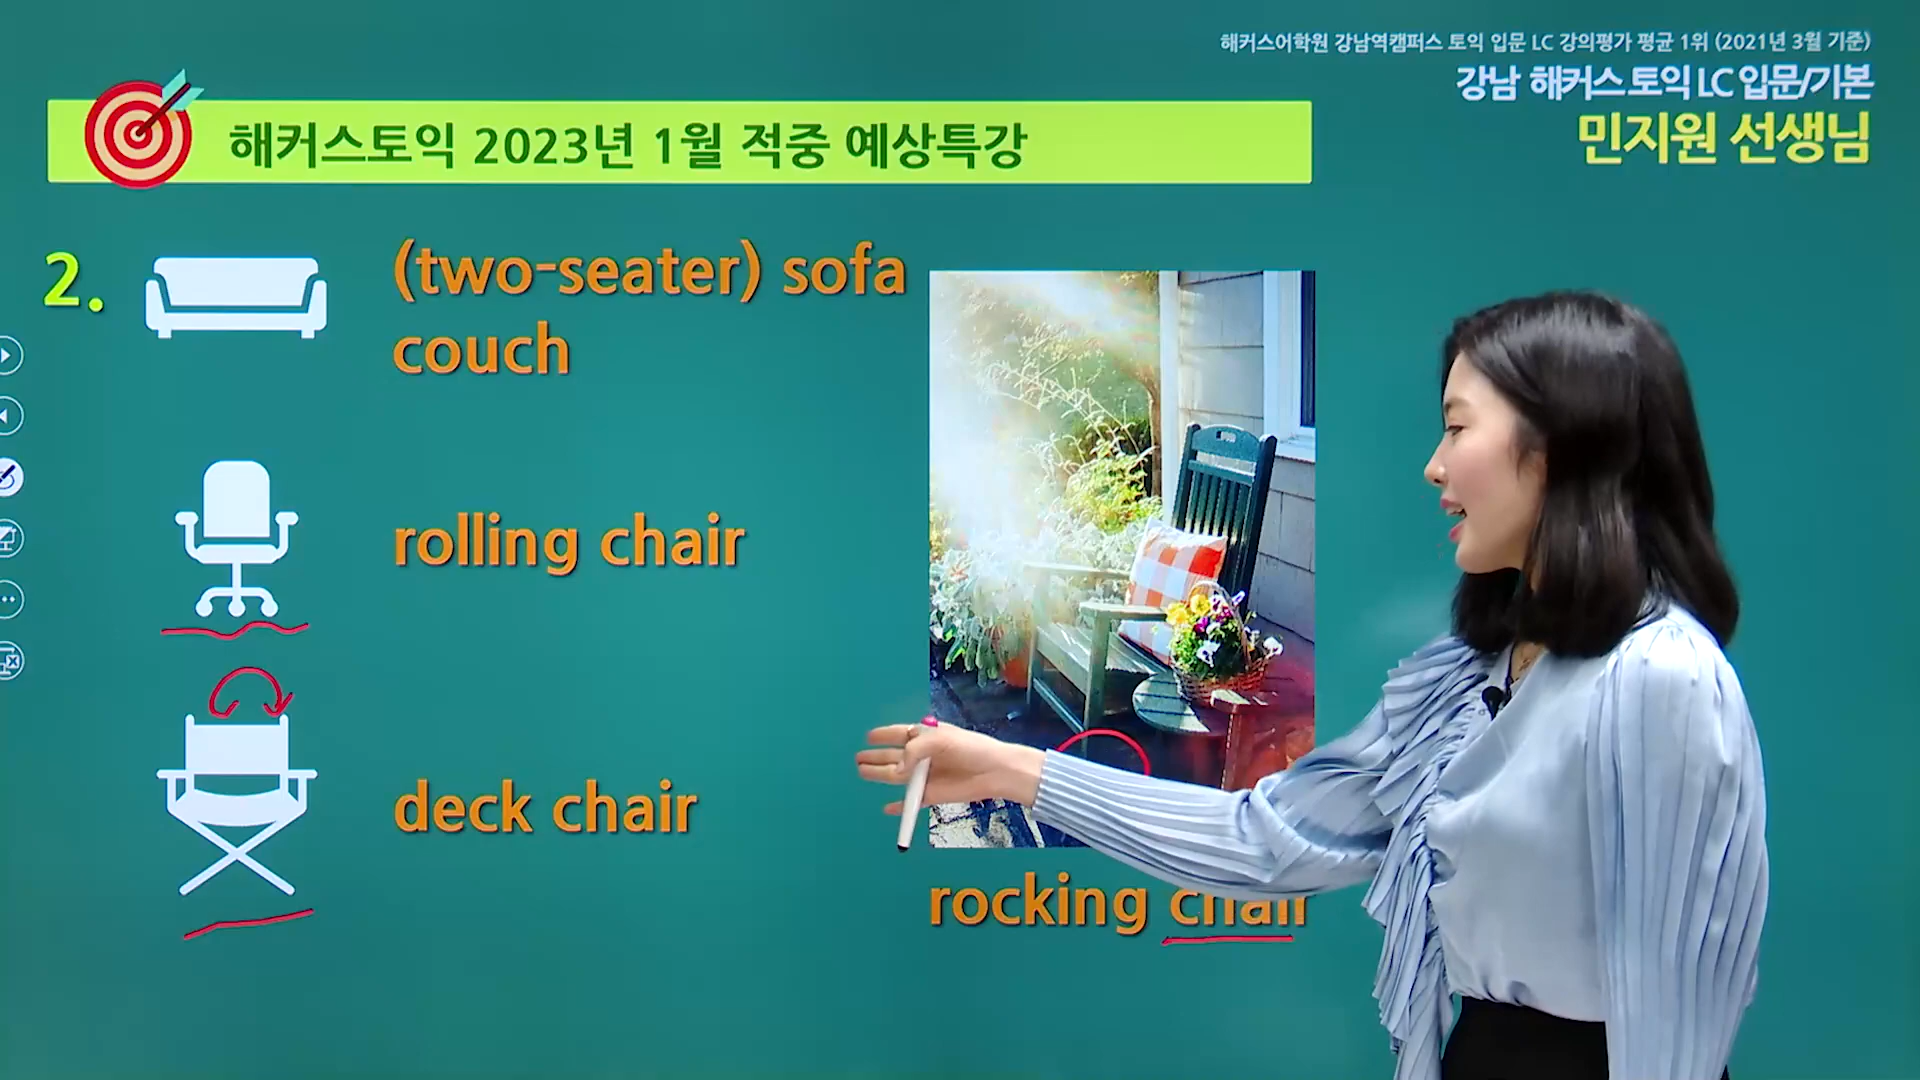 해커스어학원 강남역캠퍼스 토익 입문 LC 강의평가 평균 1위 (2021년 3월 기준)
강남 해커스 토익 LC 입문/기본
민지원 선생님
해커스토익 2023년 1월 적중 예상특강
2.
(two-seater) sofa
couch
rolling chair
deck chair
rocking chair